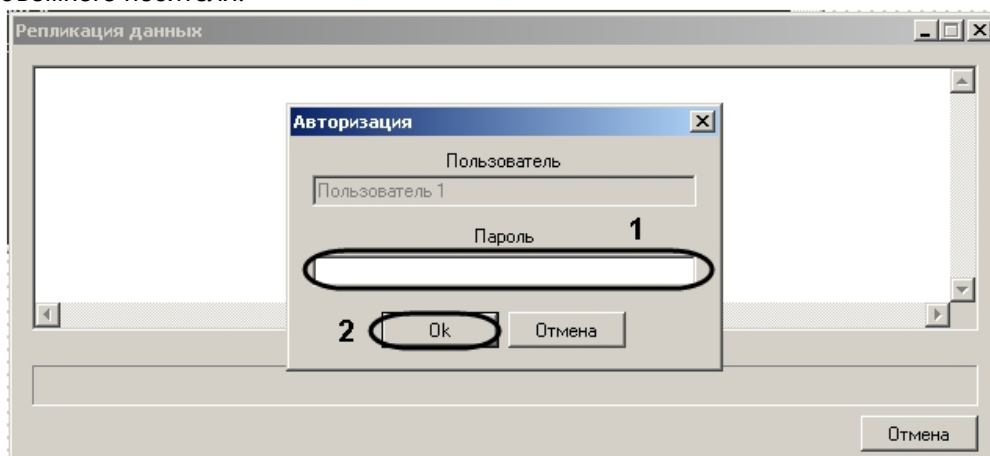 Репликация данных
Авторизация
Пользователь
Пользователь 1
Пароль
1
2
Ok
Отмена
Отмена